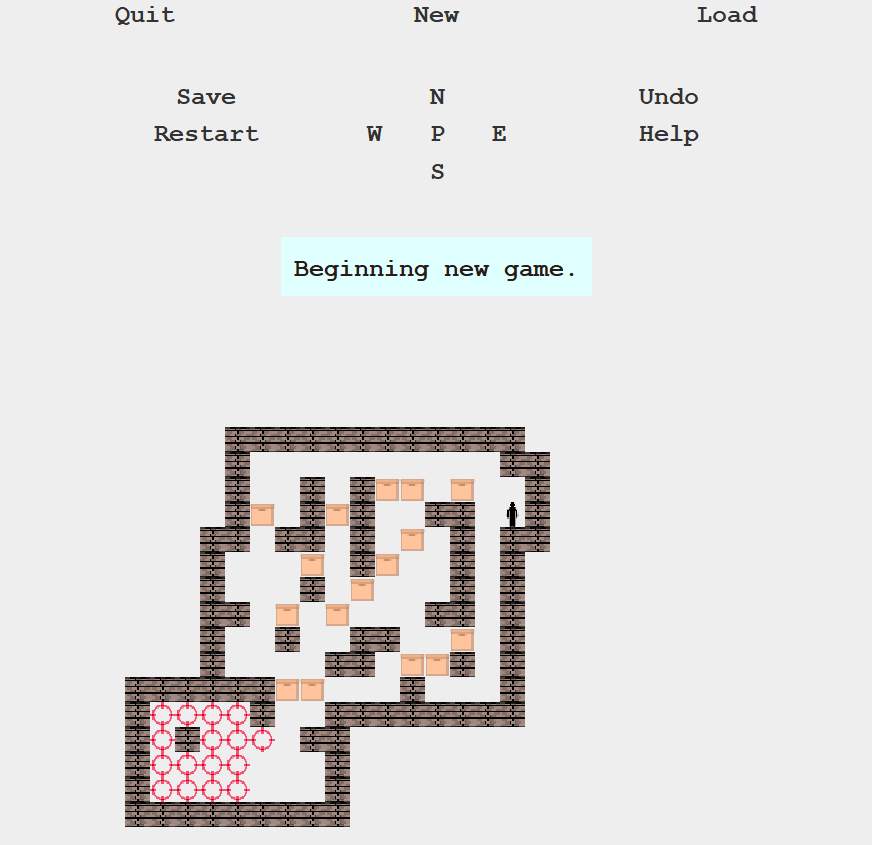 Quit New Load
Save N Undo
Restart W P E Help
S
Beginning new game.